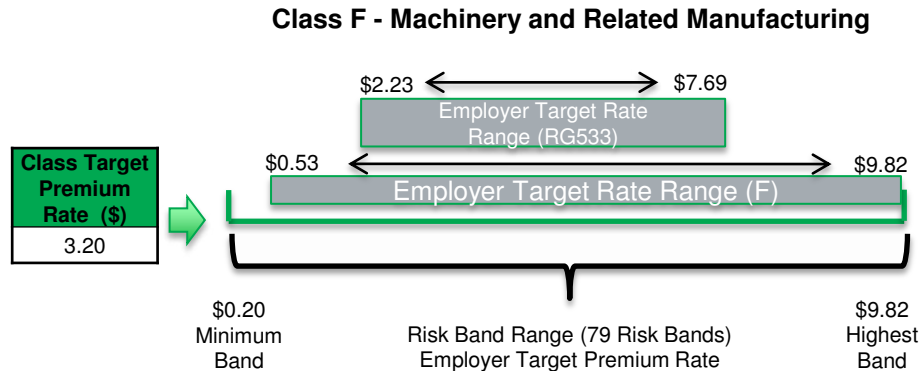 Class F - Machinery and Related Manufacturing
$2.23
$7.69
Employer Target Rate
Range (RG533)
$0.53
$9.82
Employer Target Rate Range (F)
Class Target
Premium
Rate ($)
3.20
$0.20
Minimum
Band
Risk Band Range (79 Risk Bands)
Employer Target Premium Rate
$9.82
Highest
Band